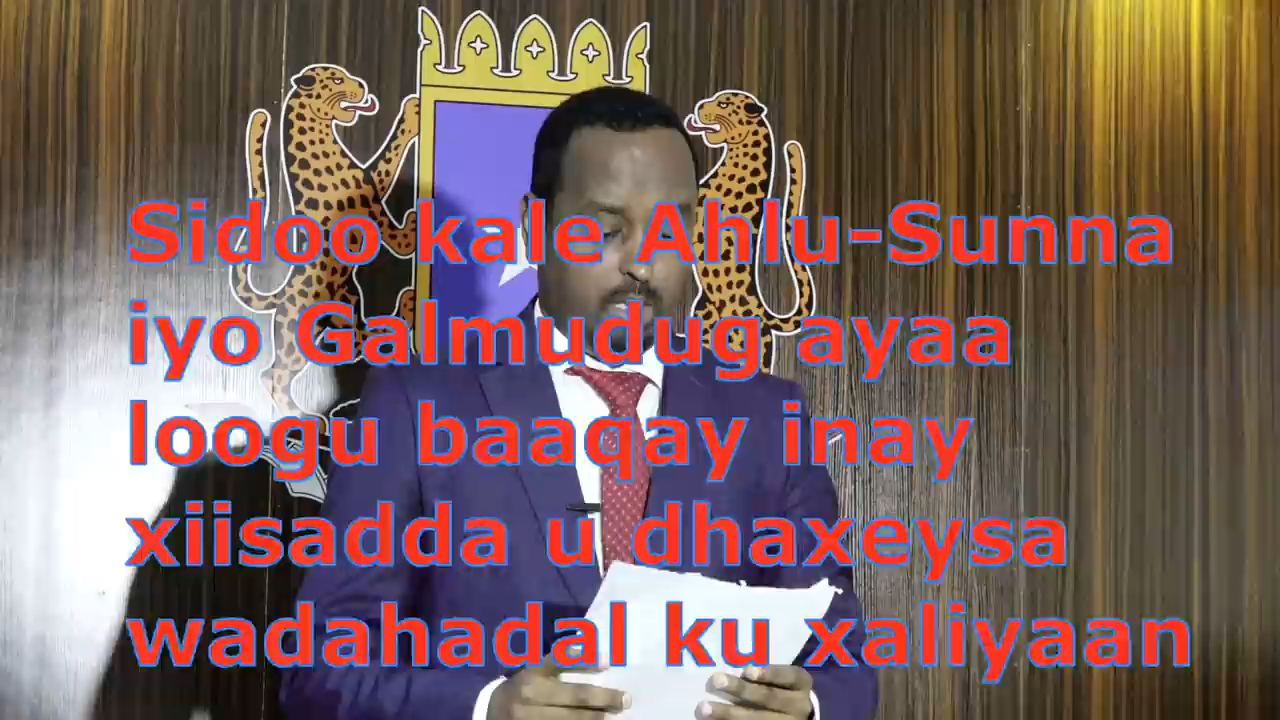 Sidoo kale Ahlu-Sunna
iyo Galmudug ayaa
loogu baaqay inay
xiisadda u dhaxeysa
wadahadal ku xaliyaan